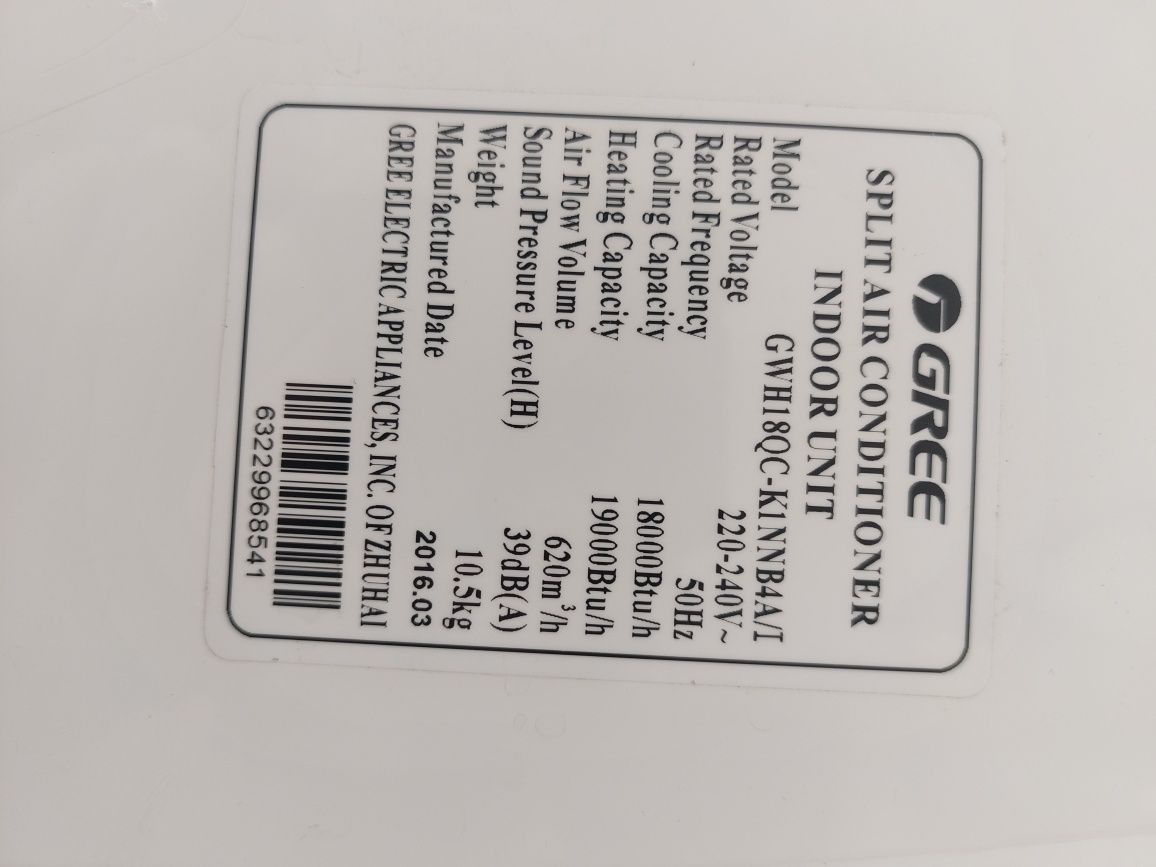 GREE
SPLIT AIR CONDITIONER
INDOOR UNIT
Model GWH18QC-K1NNB4A/I
Rated Voltage 220-240V~
Rated Frequency 50Hz
Cooling Capacity 18000Btu/h
Heating Capacity 19000Btu/h
Air Flow Volume 620m³/h
Sound Pressure Level(H) 39dB(A)
Weight 10.5kg
Manufactured Date 2016.03
GREE ELECTRIC APPLIANCES, INC. OF ZHUHAI
63229968541